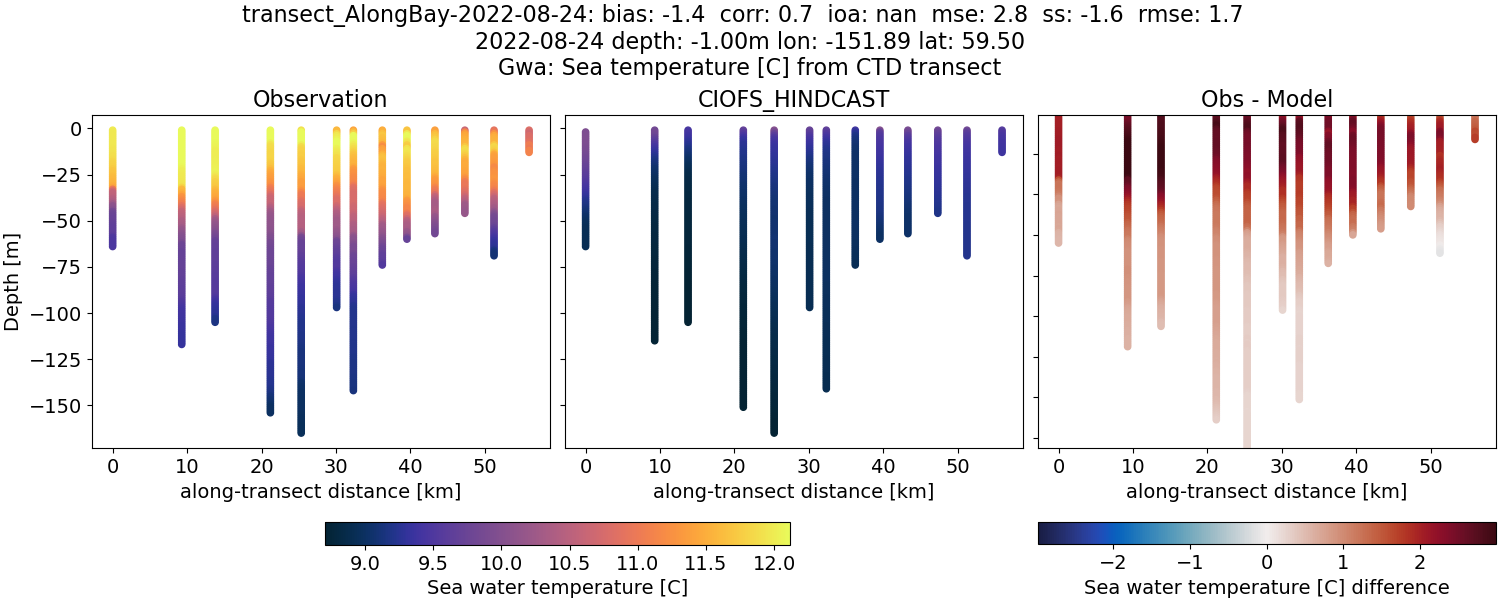 transect_AlongBay-2022-08-24: bias: -1.4  corr: 0.7  ioa: nan  mse: 2.8  ss: -1.6  rmse: 1.7
2022-08-24 depth: -1.00m lon: -151.89 lat: 59.50
Gwa: Sea temperature [C] from CTD transect
Observation
CIOFS_HINDCAST
Obs - Model
Depth [m]
0
−25
−50
−75
−100
−125
−150
0 10 20 30 40 50
0 10 20 30 40 50
0 10 20 30 40 50
along-transect distance [km]
along-transect distance [km]
along-transect distance [km]
9.0 9.5 10.0 10.5 11.0 11.5 12.0
−2 −1 0 1 2
Sea water temperature [C]
Sea water temperature [C] difference